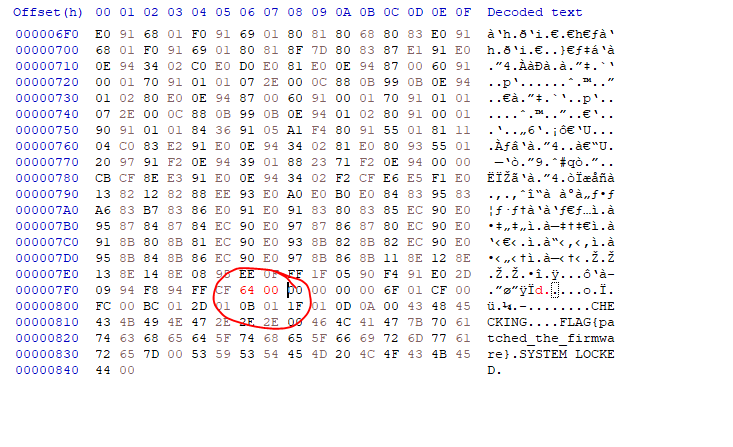 Offset(h) 00 01 02 03 04 05 06 07 08 09 0A 0B 0C 0D 0E 0F Decoded text
000006F0 E0 91 68 01 F0 91 69 01 80 81 80 68 80 83 E0 91 à‘h.ð‘i.€.€h€ƒà‘
00000700 68 01 F0 91 69 01 80 81 8F 7D 80 83 87 E1 91 E0 h.ð‘i.€..}€ƒ‡á‘à
00000710 0E 94 34 02 C0 E0 D0 E0 81 E0 0E 94 87 00 60 91 .”4.ÀàÐà.à.”‡.`‘
00000720 00 01 70 91 01 01 07 2E 00 0C 88 0B 99 0B 0E 94 ..p‘......ˆ.™..”
00000730 01 02 80 E0 0E 94 87 00 60 91 00 01 70 91 01 01 ..€à.”‡.`‘..p‘..
00000740 07 2E 00 0C 88 0B 99 0B 0E 94 01 02 80 91 00 01 ....ˆ.™..”..€‘..
00000750 90 91 01 01 84 36 91 05 A1 F4 80 91 55 01 81 11 .‘..„6‘.¡ô€‘U...
00000760 04 C0 83 E2 91 E0 0E 94 34 02 81 E0 80 93 55 01 .Àƒâ‘à.”4..à€“U.
00000770 20 97 91 F2 0E 94 39 01 88 23 71 F2 0E 94 00 00 —‘ò.”9.ˆ#qò.”..
00000780 CB CF 8E E3 91 E0 0E 94 34 02 F2 CF E6 E5 F1 E0 ËÏŽã‘à.”4.òÏæåñà
00000790 13 82 12 82 88 EE 93 E0 A0 E0 B0 E0 84 83 95 83 .‚.‚ˆî“à à°à„ƒ•ƒ
000007A0 A6 83 B7 83 86 E0 91 E0 91 83 80 83 85 EC 90 E0 ¦ƒ·ƒ†à‘à‘ƒ€ƒ…ì.à
000007B0 95 87 84 87 84 EC 90 E0 97 87 86 87 80 EC 90 E0 •‡„‡„ì.à—‡†‡€ì.à
000007C0 91 8B 80 8B 81 EC 90 E0 93 8B 82 8B 82 EC 90 E0 ‘‹€‹.ì.à“‹‚‹‚ì.à
000007D0 95 8B 84 8B 86 EC 90 E0 97 8B 86 8B 11 8E 12 8E •‹„‹†ì.à—‹†‹.Ž.Ž
000007E0 13 8E 14 8E 08 95 EE 0F FF 1F 05 90 F4 91 E0 2D .Ž.Ž.•î.ÿ...ô‘à-
000007F0 09 94 F8 94 FF CF 64 00 00 00 00 00 6F 01 CF 00 .”ø”ÿÏd.....o.Ï.
00000800 FC 00 BC 01 2D 01 0B 01 1F 01 0D 0A 00 43 48 45 ü.¼.-........CHE
00000810 43 4B 49 4E 47 2E 2E 2E 00 46 4C 41 47 7B 70 61 CKING....FLAG{pa
00000820 74 63 68 65 64 5F 74 68 65 5F 66 69 72 6D 77 61 tched_the_firmwa
00000830 72 65 7D 00 53 59 53 54 45 4D 20 4C 4F 43 4B 45 re}.SYSTEM LOCKE
00000840 44 00 D.